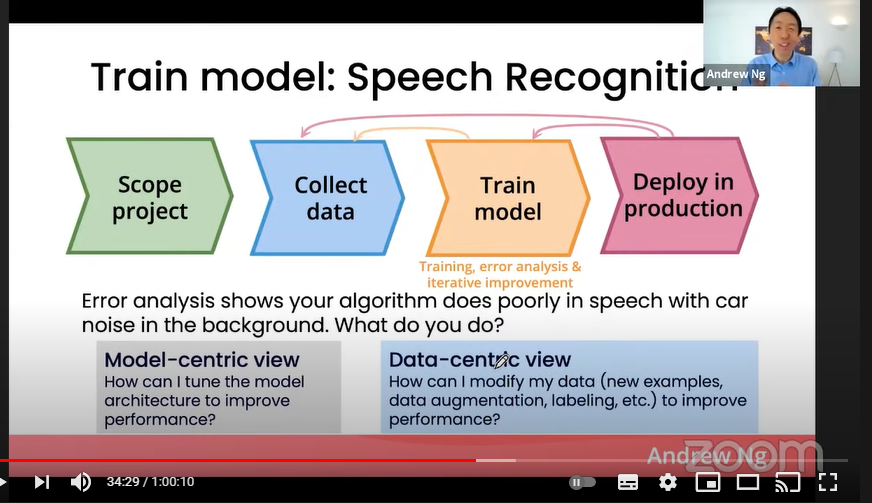 Andrew Ng
Train model: Speech Recognition
Scope
project
Collect
data
Train
model
Deploy in
production
Training, error analysis &
iterative improvement
Error analysis shows your algorithm does poorly in speech with car
noise in the background. What do you do?
Model-centric view
How can I tune the model
architecture to improve
performance?
Data-centric view
How can I modify my data (new examples,
data augmentation, labeling, etc.) to improve
performance?
Andrew Ng
zoom
34:29 / 1:00:10